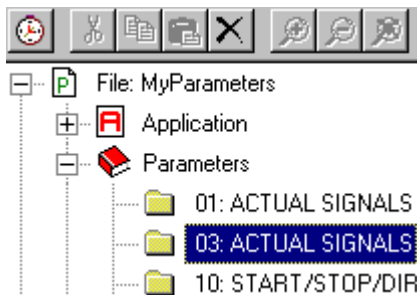 File: MyParameters
Application
Parameters
01: ACTUAL SIGNALS
03: ACTUAL SIGNALS
10: START/STOP/DIR